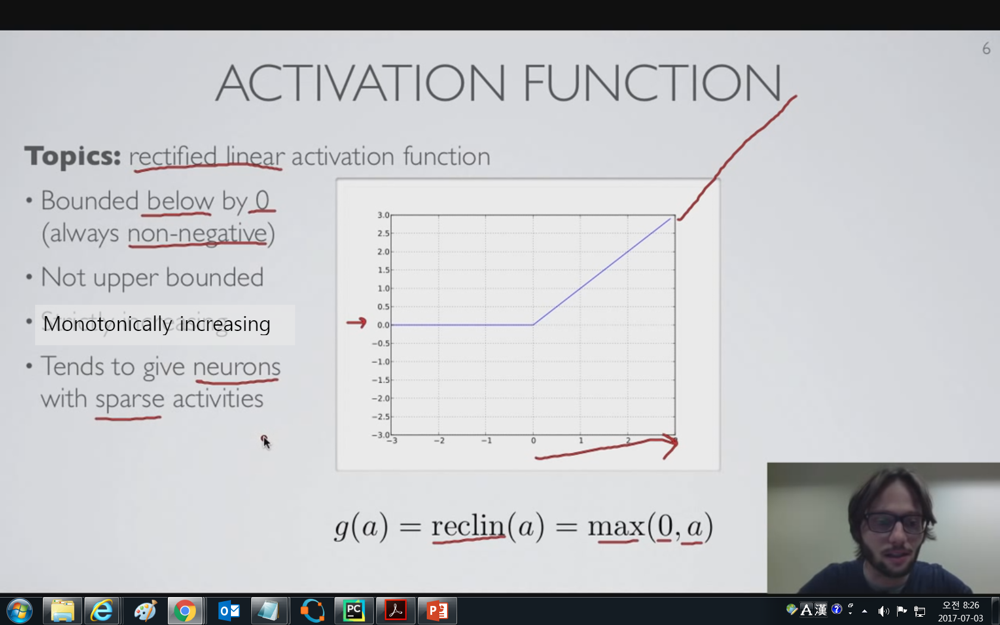 6
ACTIVATION FUNCTION
Topics: rectified linear activation function
• Bounded below by 0
(always non-negative)
• Not upper bounded
• Monotonically increasing
• Tends to give neurons
with sparse activities
3.0
2.5
2.0
1.5
1.0
0.5
0.0
−0.5
−1.0
−1.5
−2.0
−2.5
−3.0
−3 −2 −1 0 1 2
g(a) = reclin(a) = max(0, a)
PC
A 漢
오전 8:26
2017-07-03